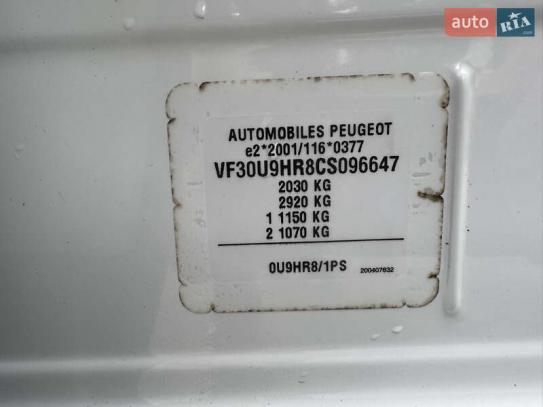 auto RIA
AUTOMOBILES PEUGEOT
e2*2001/116*0377
VF30U9HR8CS096647
2030 KG
2920 KG
1 1150 KG
2 1070 KG
0U9HR8/1PS 200407632